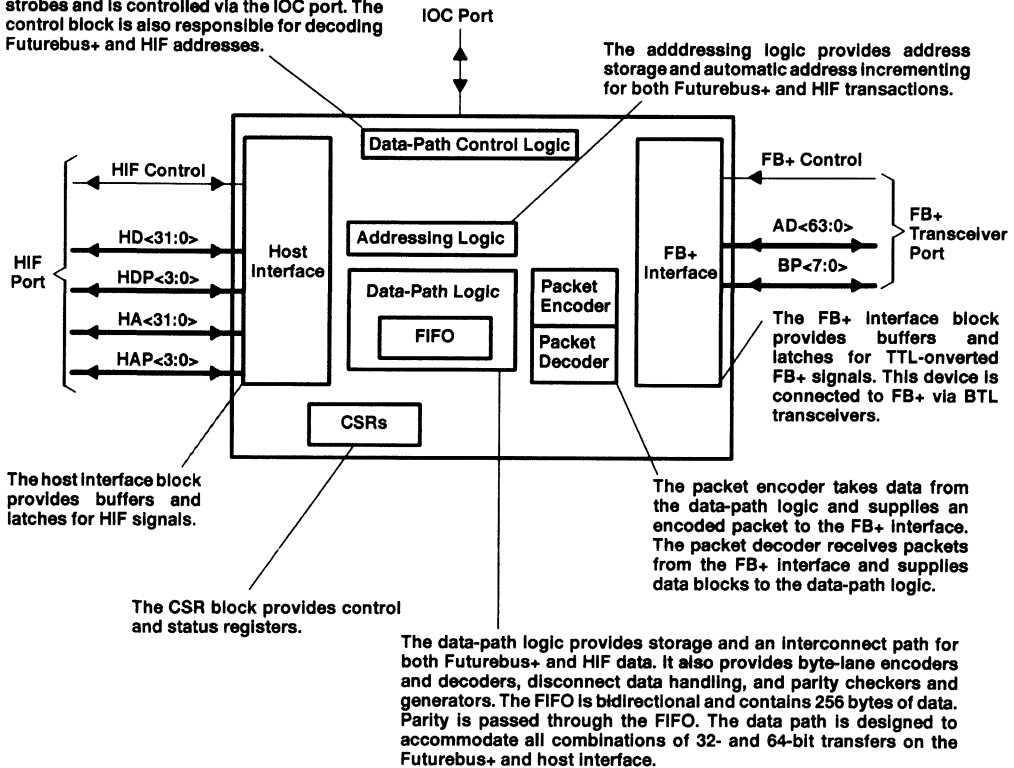 strobes and is controlled via the IOC port. The
control block is also responsible for decoding
Futurebus+ and HIF addresses.
IOC Port
The adddressing logic provides address
storage and automatic address incrementing
for both Futurebus+ and HIF transactions.
Data-Path Control Logic
HIF Control
FB+ Control
HD<31:0>
AD<63:0>
FB+
Transceiver
Port
Addressing Logic
Host
Interface
FB+
Interface
HIF
Port
BP<7:0>
HDP<3:0>
Data-Path Logic
Packet
Encoder
HA<31:0>
FIFO
Packet
Decoder
HAP<3:0>
The FB+ interface block
provides buffers and
latches for TTL-onverted
FB+ signals. This device is
connected to FB+ via BTL
transceivers.
CSRs
The host interface block
provides buffers and
latches for HIF signals.
The packet encoder takes data from
the data-path logic and supplies an
encoded packet to the FB+ interface.
The packet decoder receives packets
from the FB+ interface and supplies
data blocks to the data-path logic.
The CSR block provides control
and status registers.
The data-path logic provides storage and an interconnect path for
both Futurebus+ and HIF data. It also provides byte-lane encoders
and decoders, disconnect data handling, and parity checkers and
generators. The FIFO is bidirectional and contains 256 bytes of data.
Parity is passed through the FIFO. The data path is designed to
accommodate all combinations of 32- and 64-bit transfers on the
Futurebus+ and host interface.